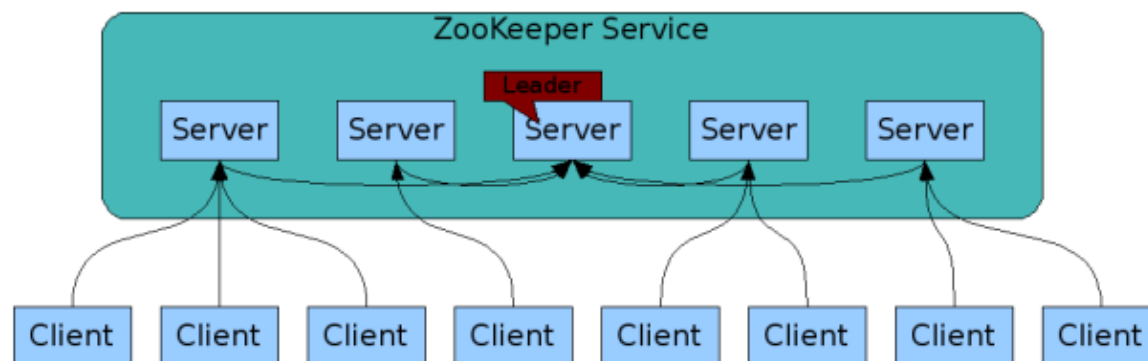 ZooKeeper Service
Leader
Server Server Server Server Server
Client Client Client Client Client Client Client Client